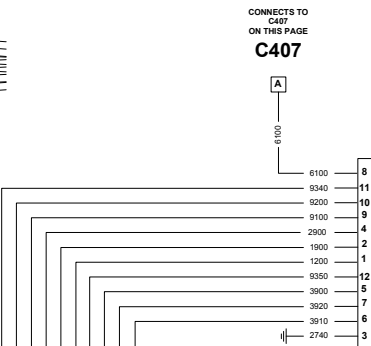 CONNECTS TO
C407
ON THIS PAGE
C407
A
6100
6100 8
9340 11
9200 10
9100 9
2900 4
1900 2
1200 1
9350 12
3900 5
3920 7
3910 6
2740 3